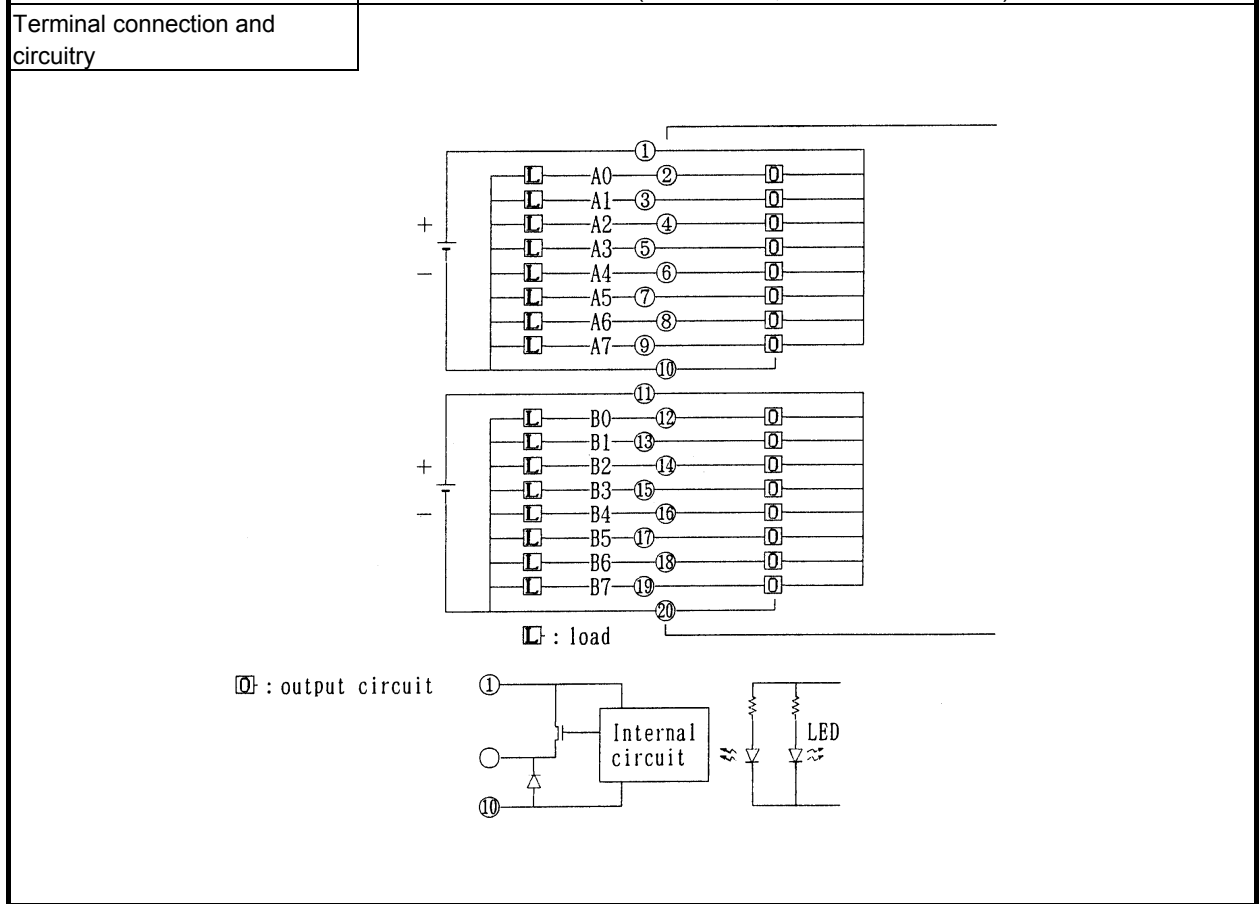 Terminal connection and
circuitry
①
L A0 ② O
L A1 ③ O
+ L A2 ④ O
L A3 ⑤ O
− L A4 ⑥ O
L A5 ⑦ O
L A6 ⑧ O
L A7 ⑨ O
⑩
⑪
L B0 ⑫ O
L B1 ⑬ O
+ L B2 ⑭ O
L B3 ⑮ O
− L B4 ⑯ O
L B5 ⑰ O
L B6 ⑱ O
L B7 ⑲ O
⑳
L : load
O : output circuit
①
Internal
circuit
LED
⑩